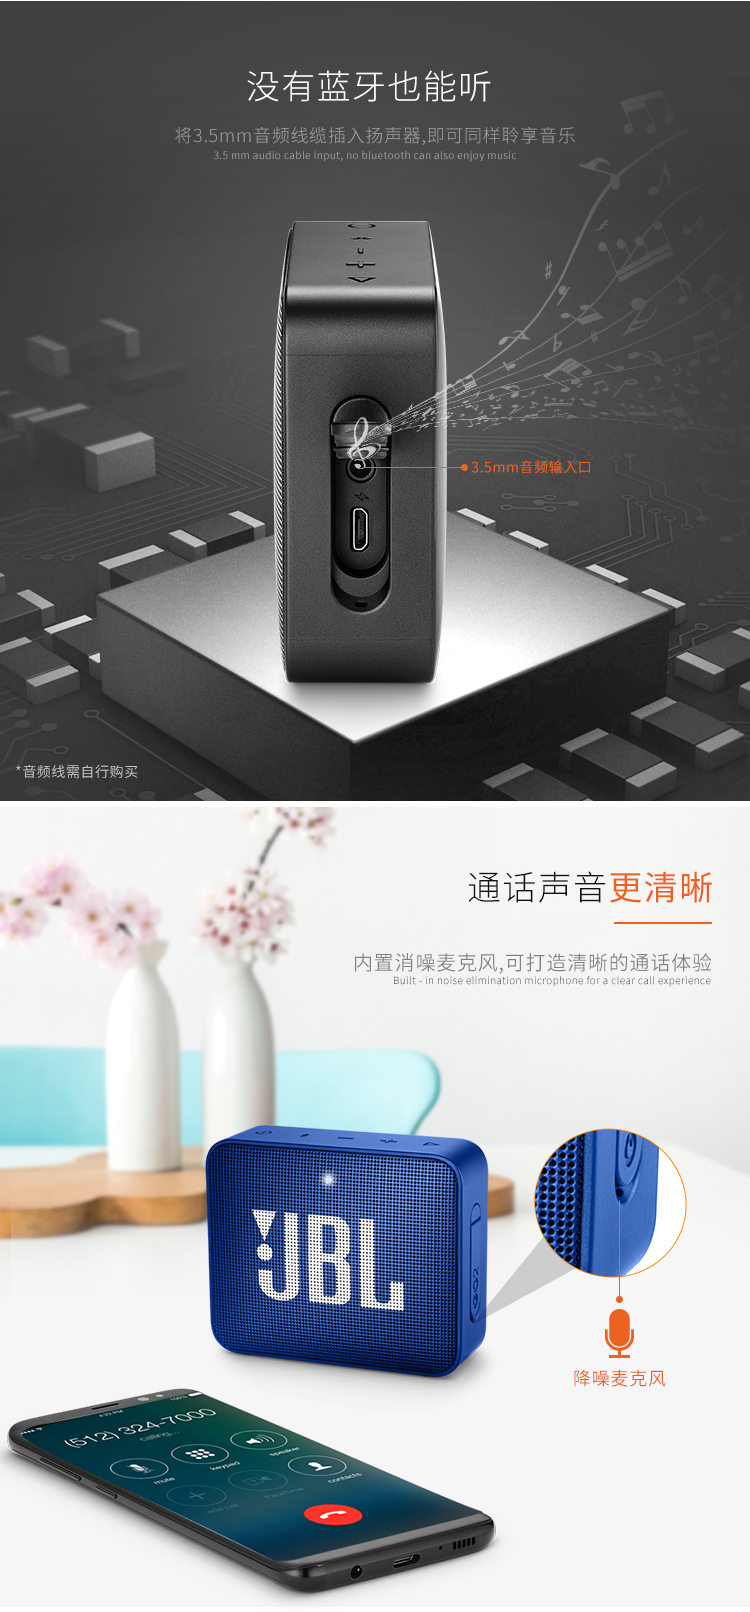 没有蓝牙也能听
将3.5mm音频线缆插入扬声器,即可同样聆享音乐
3.5 mm audio cable input, no bluetooth can also enjoy music
3.5mm音频输入口
*音频线需自行购买
通话声音更清晰
内置消噪麦克风,可打造清晰的通话体验
Built - in noise elimination microphone for a clear call experience
JBL
降噪麦克风
4:22 PM
100%
(512) 324-7000
calling...
mute
keypad
speaker
add call
FaceTime
contacts